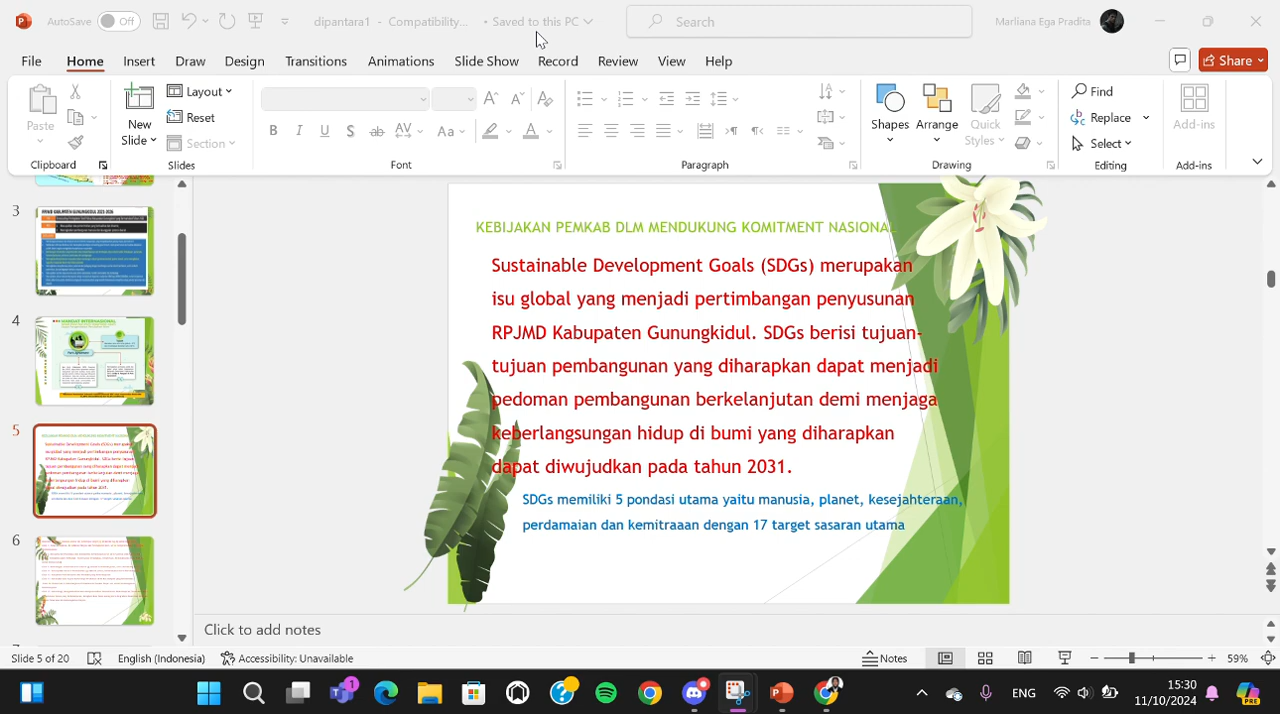 AutoSave Off dipantara1 - Compatibility... • Saved to this PC Search Marliana Ega Pradita
File Home Insert Draw Design Transitions Animations Slide Show Record Review View Help Share
Paste New Slide Layout Reset Section
B I U S ab AV Aa A
Shapes Arrange Quick Styles
Find
Replace
Select
Add-ins
Clipboard Slides Font Paragraph Drawing Editing Add-ins
3
4
5
6
KEBIJAKAN PEMKAB DLM MENDUKUNG KOMITMENT NASIONAL
Sustainable Development Goals (SDGs) merupakan
isu global yang menjadi pertimbangan penyusunan
RPJMD Kabupaten Gunungkidul. SDGs berisi tujuan-
tujuan pembangunan yang diharapkan dapat menjadi
pedoman pembangunan berkelanjutan demi menjaga
keberlangsungan hidup di bumi yang diharapkan
dapat diwujudkan pada tahun 2031.
SDGs memiliki 5 pondasi utama yaitu manusia, planet, kesejahteraan,
perdamaian dan kemitraaan dengan 17 target sasaran utama
Click to add notes
Slide 5 of 20 English (Indonesia) Accessibility: Unavailable Notes 59%
1 ENG 15:30
11/10/2024
PRE